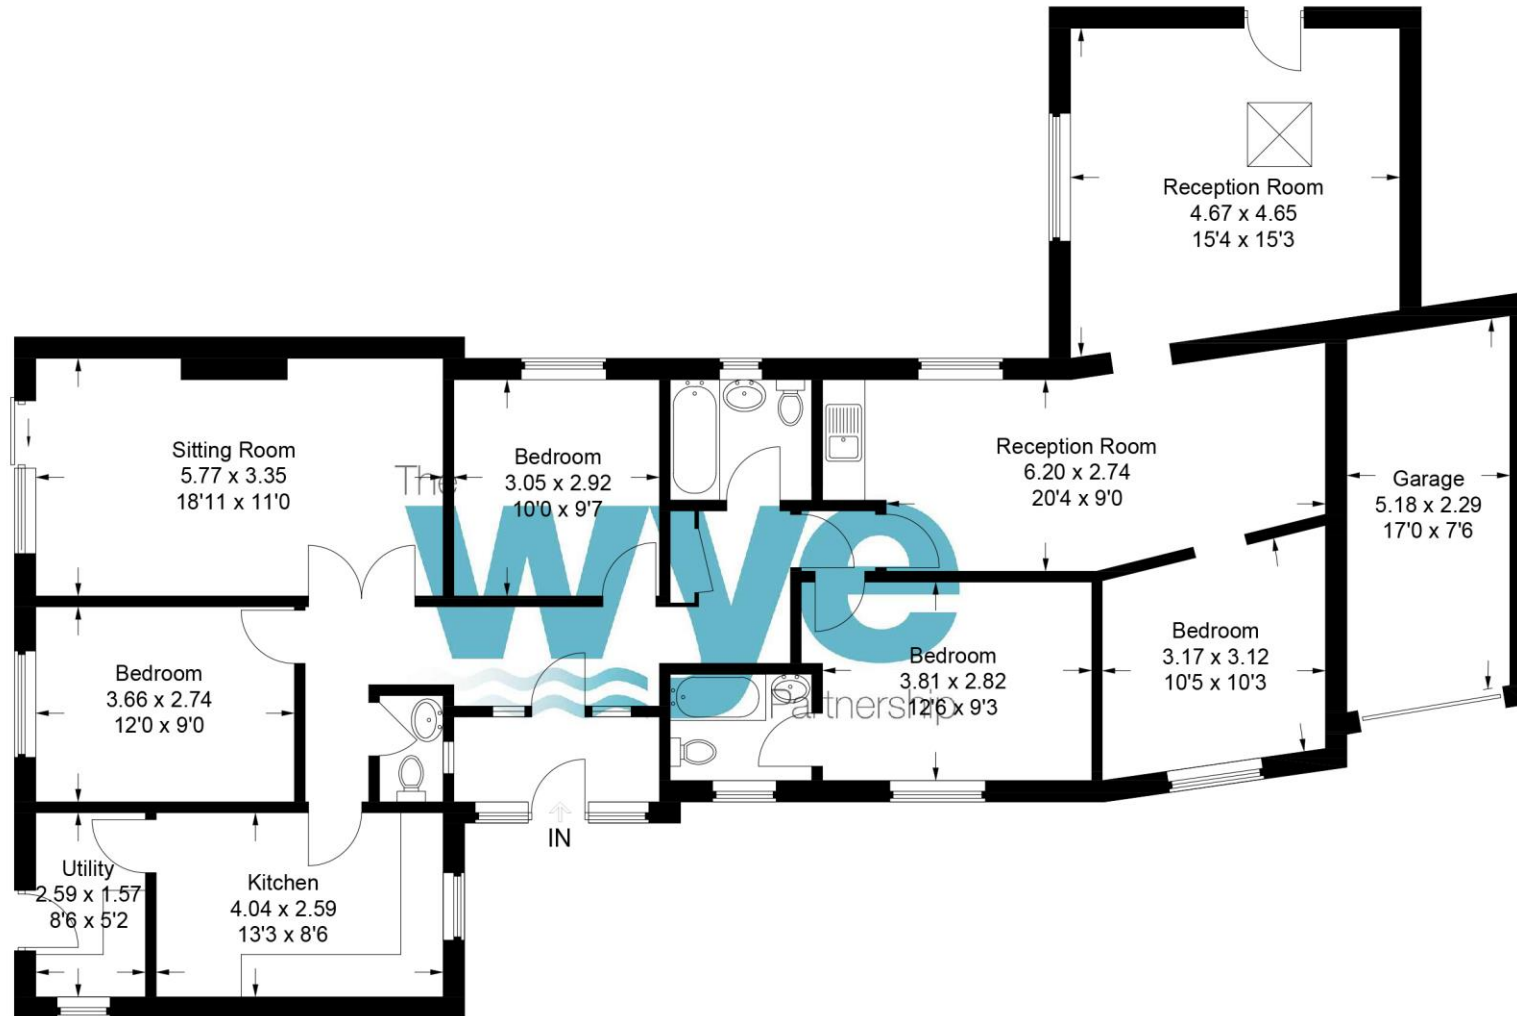 Reception Room
4.67 x 4.65
15'4 x 15'3
Sitting Room
5.77 x 3.35
18'11 x 11'0
Bedroom
3.05 x 2.92
10'0 x 9'7
Reception Room
6.20 x 2.74
20'4 x 9'0
Garage
5.18 x 2.29
17'0 x 7'6
The
wye
Partnership
Bedroom
3.66 x 2.74
12'0 x 9'0
Bedroom
3.81 x 2.82
12'6 x 9'3
Bedroom
3.17 x 3.12
10'5 x 10'3
IN
Utility
2.59 x 1.57
8'6 x 5'2
Kitchen
4.04 x 2.59
13'3 x 8'6